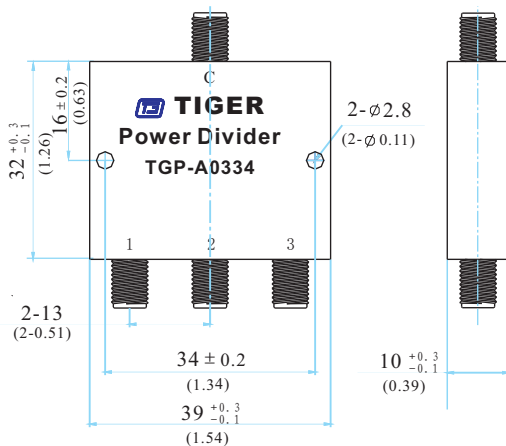 C
TS TIGER
Power Divider
TGP-A0334
1 2 3
16 ± 0.2
(0.63)
32 +0.3 -0.1
(1.26)
2-⌀2.8
(2-⌀0.11)
2-13
(2-0.51)
34 ± 0.2
(1.34)
39 +0.3 -0.1
(1.54)
10 +0.3 -0.1
(0.39)